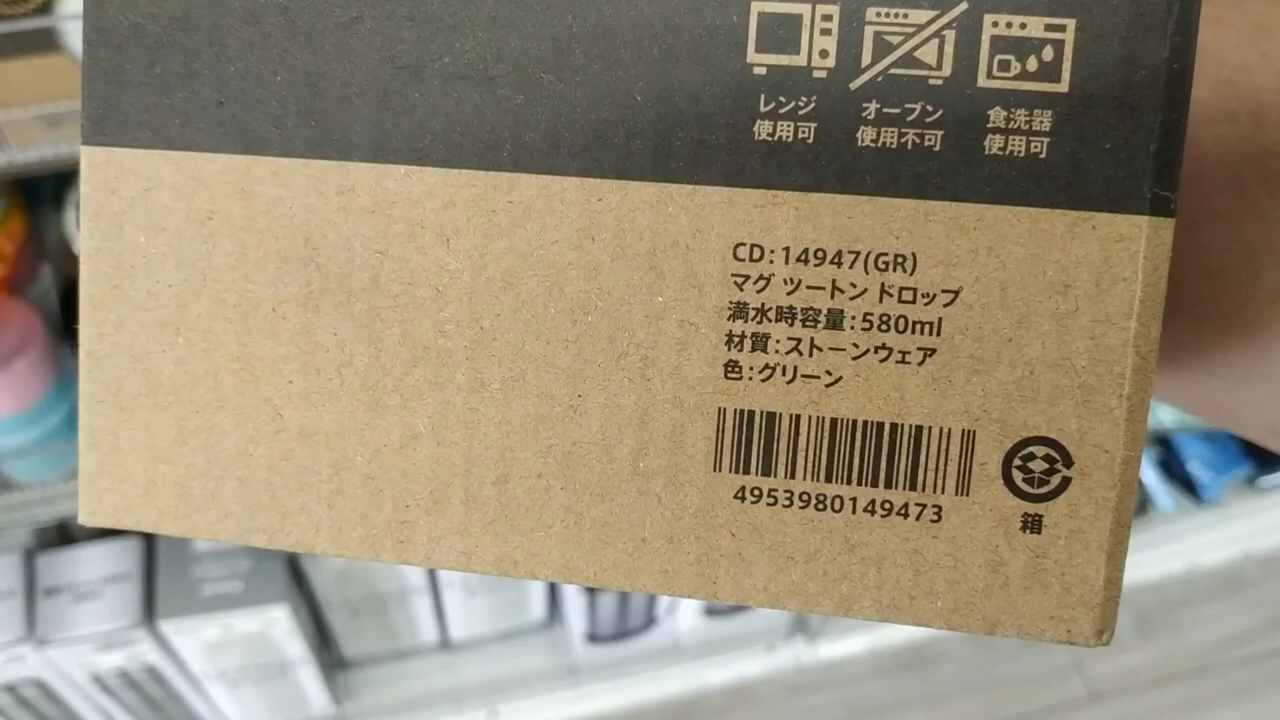 レンジ
使用可
オーブン
使用不可
食洗器
使用可
CD:14947(GR)
マグ ツートン ドロップ
満水時容量:580ml
材質:ストーンウェア
色:グリーン
4953980149473
箱